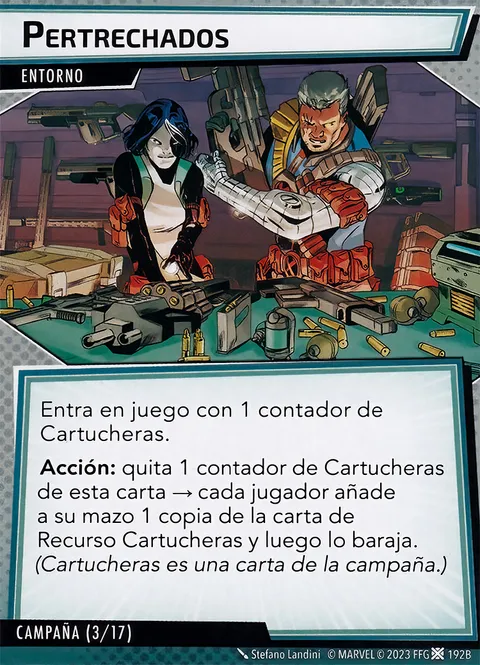 PERTRECHADOS
ENTORNO
Entra en juego con 1 contador de
Cartucheras.
Acción: quita 1 contador de Cartucheras
de esta carta → cada jugador añade
a su mazo 1 copia de la carta de
Recurso Cartucheras y luego lo baraja.
(Cartucheras es una carta de la campaña.)
CAMPAÑA (3/17)
Stefano Landini © MARVEL © 2023 FFG 192B